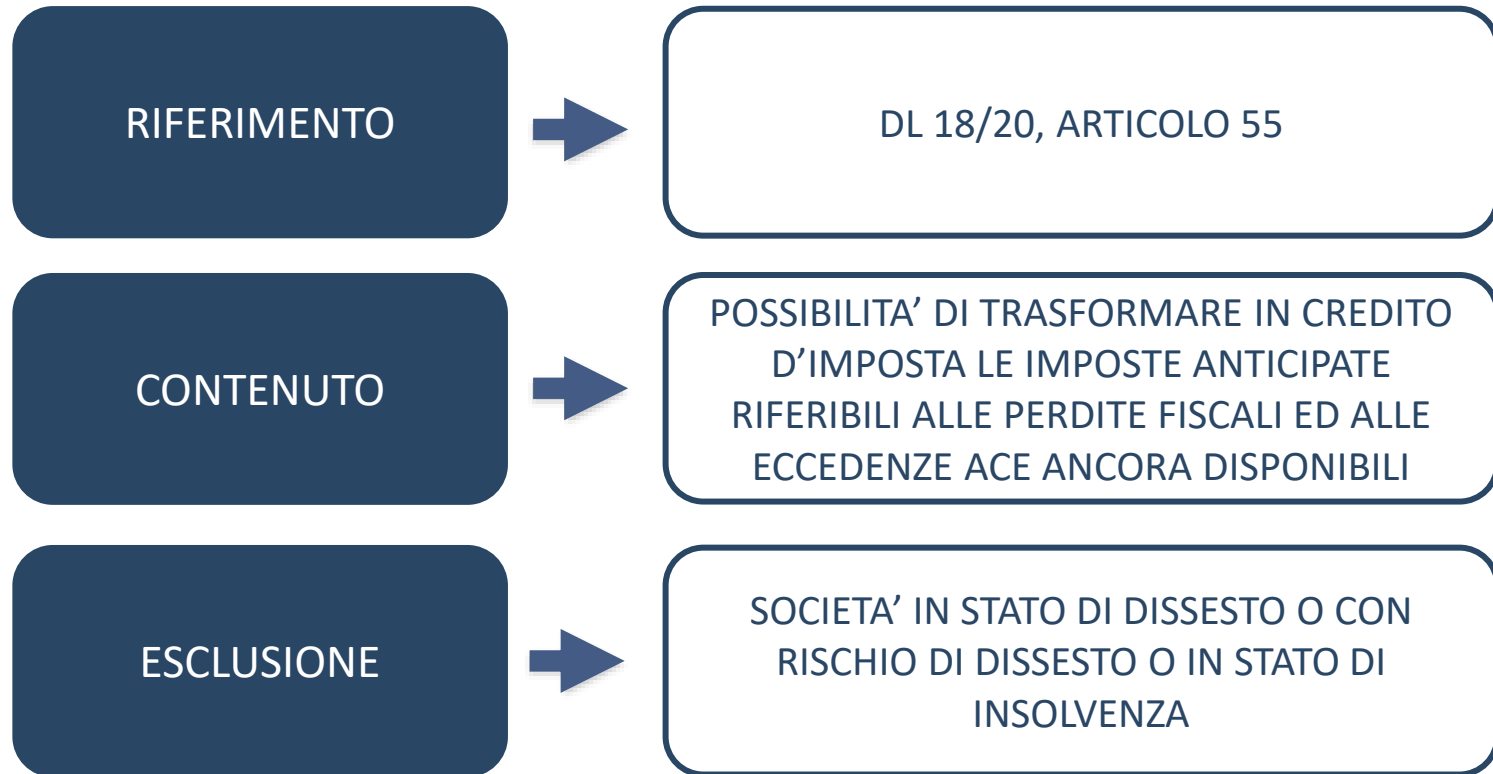 RIFERIMENTO
DL 18/20, ARTICOLO 55
CONTENUTO
POSSIBILITA’ DI TRASFORMARE IN CREDITO
D’IMPOSTA LE IMPOSTE ANTICIPATE
RIFERIBILI ALLE PERDITE FISCALI ED ALLE
ECCEDENZE ACE ANCORA DISPONIBILI
ESCLUSIONE
SOCIETA’ IN STATO DI DISSESTO O CON
RISCHIO DI DISSESTO O IN STATO DI
INSOLVENZA